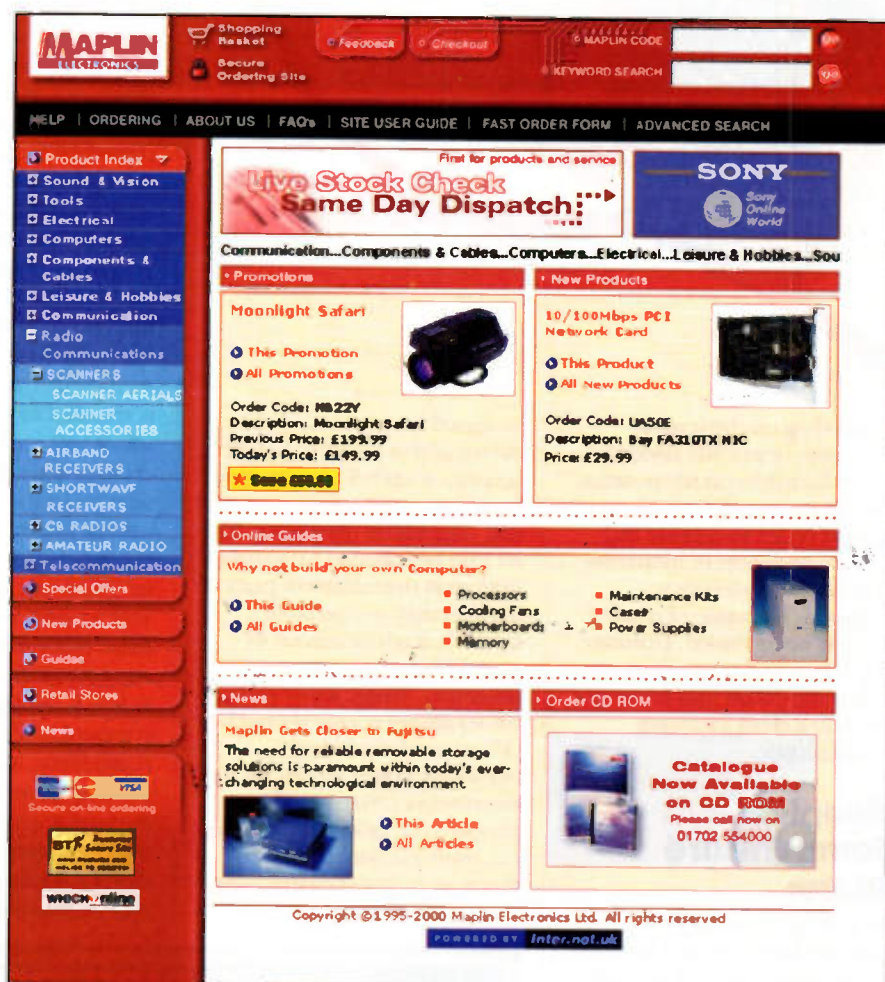 MAPLIN
ELECTRONICS
Shopping
Basket
Secure
Ordering Site
Feedback
Checkout
MAPLIN CODE
Go
KEYWORD SEARCH
Go
HELP | ORDERING | ABOUT US | FAQ's | SITE USER GUIDE | FAST ORDER FORM | ADVANCED SEARCH
Product Index
Sound & Vision
Tools
Electrical
Computers
Components &
Cables
Leisure & Hobbies
Communication
Radio
Communications
SCANNERS
SCANNER AERIALS
SCANNER
ACCESSORIES
AIRBAND
RECEIVERS
SHORTWAVE
RECEIVERS
CB RADIOS
AMATEUR RADIO
Telecommunication
Special Offers
New Products
Guides
Retail Stores
News
VISA
Secure on-line ordering
BT Trustwise
Secure Site
WHICH online
First for products and service
Live Stock Check
Same Day Dispatch
SONY
Sony
Online
World
Communication...Components & Cables...Computers...Electrical...Leisure & Hobbies...Sou
Promotions
Moonlight Safari
This Promotion
All Promotions
Order Code: NB22Y
Description: Moonlight Safari
Previous Price: £199.99
Today's Price: £149.99
Save £50.00
New Products
10/100Mbps PCI
Network Card
This Product
All New Products
Order Code: UA50E
Description: Bay FA310TX NIC
Price: £29.99
Online Guides
Why not build your own Computer?
This Guide
All Guides
Processors
Cooling Fans
Motherboards
Memory
Maintenance Kits
Cases
Power Supplies
News
Maplin Gets Closer to Fujitsu
The need for reliable removable storage
solutions is paramount within today's ever-
changing technological environment.
This Article
All Articles
Order CD ROM
Catalogue
Now Available
on CD ROM
Please call now on
01702 554000
Copyright ©1995-2000 Maplin Electronics Ltd. All rights reserved
POWERED BY inter.net.uk